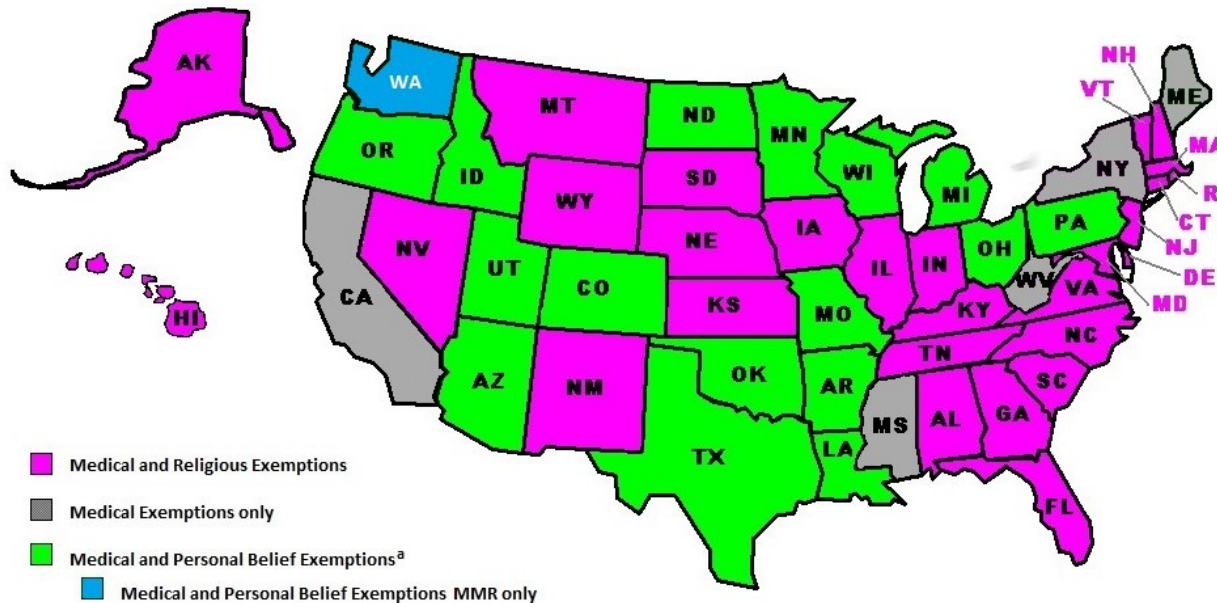 AK
WA
MT
ND
MN
OR
ID
WY
SD
WI
MI
NH
VT
ME
NY
MA
R
CT
NJ
DE
MD
NV
UT
CO
NE
IA
IL
IN
OH
PA
CA
KS
MO
KY
WV
VA
HI
AZ
NM
OK
AR
TN
NC
SC
TX
LA
MS
AL
GA
FL
Medical and Religious Exemptions
Medical Exemptions only
Medical and Personal Belief Exemptionsª
Medical and Personal Belief Exemptions MMR only